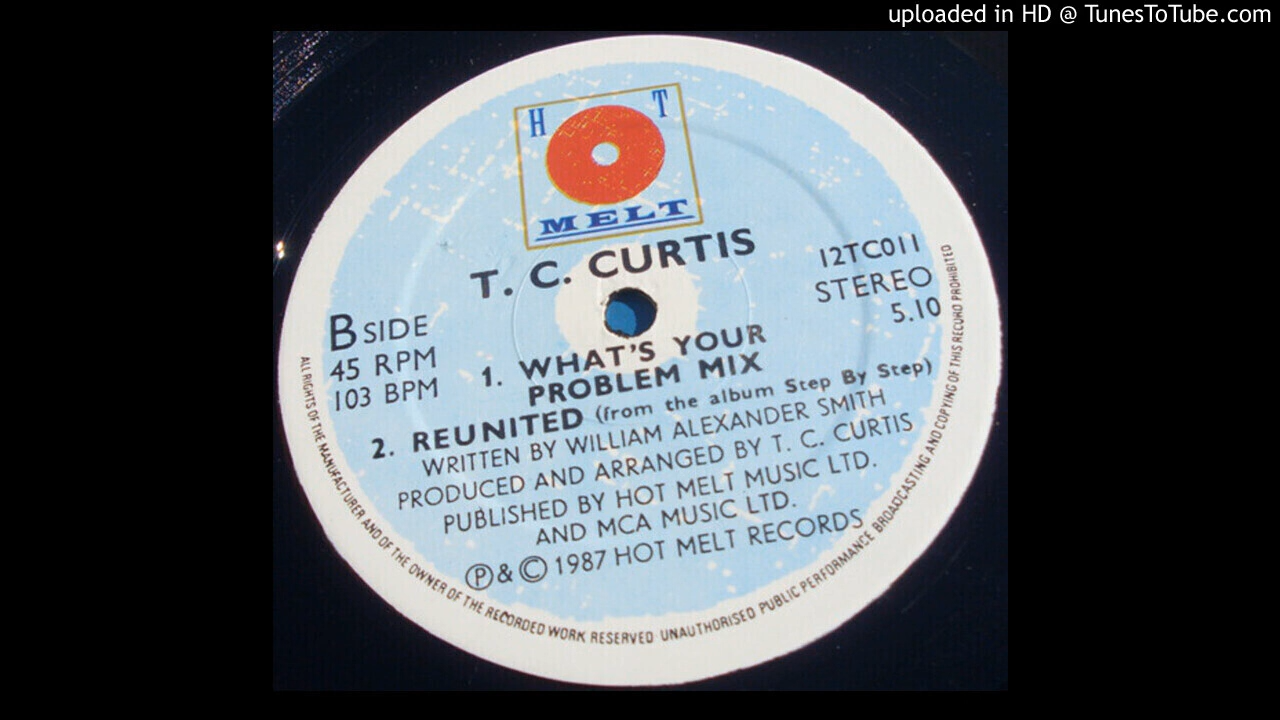 uploaded in HD @ TunesToTube.com
H T
MELT
T. C. CURTIS
12TC011
STEREO
5.10
B SIDE
45 RPM
103 BPM
1. WHAT'S YOUR
PROBLEM MIX
2. REUNITED (from the album Step By Step)
WRITTEN BY WILLIAM ALEXANDER SMITH
PRODUCED AND ARRANGED BY T. C. CURTIS
PUBLISHED BY HOT MELT MUSIC LTD.
AND MCA MUSIC LTD.
Ⓟ & © 1987 HOT MELT RECORDS
ALL RIGHTS OF THE MANUFACTURER AND OF THE OWNER OF THE RECORDED WORK RESERVED UNAUTHORISED PUBLIC PERFORMANCE BROADCASTING AND COPYING OF THIS RECORD PROHIBITED